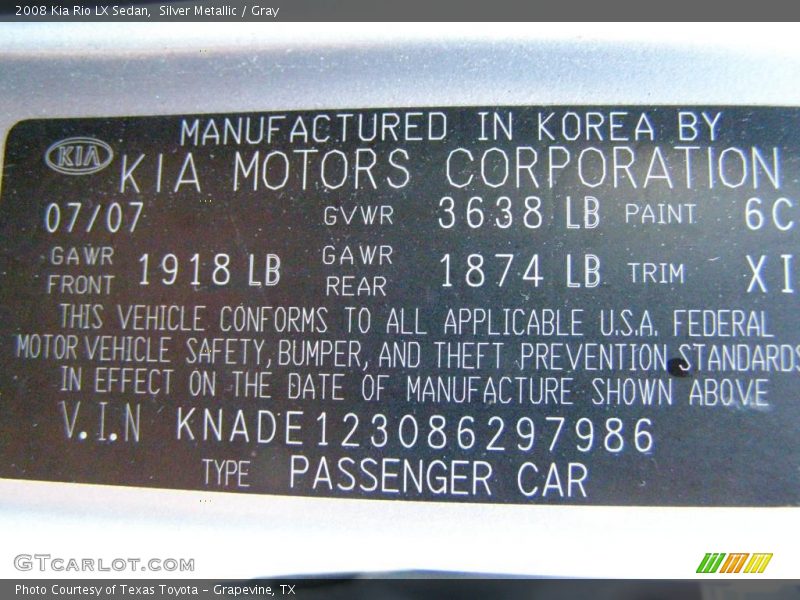 2008 Kia Rio LX Sedan,  Silver Metallic / Gray
MANUFACTURED IN KOREA BY
KIA KIA MOTORS CORPORATION
07/07 GVWR 3638 LB PAINT 6C
GAWR FRONT 1918 LB GAWR REAR 1874 LB TRIM XI
THIS VEHICLE CONFORMS TO ALL APPLICABLE U.S.A. FEDERAL
MOTOR VEHICLE SAFETY, BUMPER, AND THEFT PREVENTION STANDARDS
IN EFFECT ON THE DATE OF MANUFACTURE SHOWN ABOVE
V.I.N KNADE123086297986
TYPE PASSENGER CAR
GTcarlot.com
Photo Courtesy of Texas Toyota – Grapevine, TX